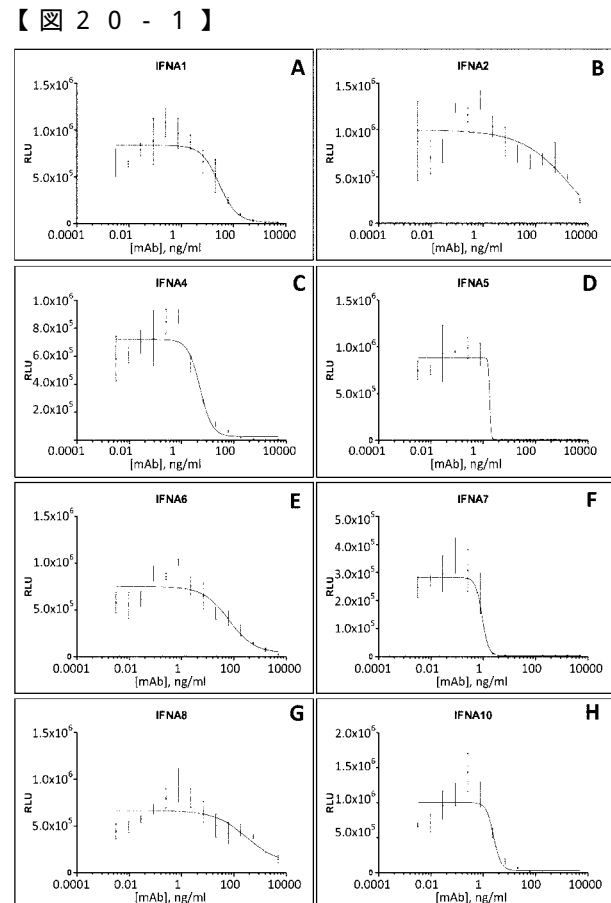 【図20-1】
IFNA1 A
1.5x10⁶
1.0x10⁶
5.0x10⁵
0
RLU
0.0001 0.01 1 100 10000
[mAb], ng/ml
IFNA2 B
1.5x10⁶
1.0x10⁶
5.0x10⁵
0
RLU
0.0001 0.01 1 100 10000
[mAb], ng/ml
IFNA4 C
1.0x10⁶
8.0x10⁵
6.0x10⁵
4.0x10⁵
2.0x10⁵
0
RLU
0.0001 0.01 1 100 10000
[mAb], ng/ml
IFNA5 D
1.5x10⁶
1.0x10⁶
5.0x10⁵
0
RLU
0.0001 0.01 1 100 10000
[mAb], ng/ml
IFNA6 E
1.5x10⁶
1.0x10⁶
5.0x10⁵
0
RLU
0.0001 0.01 1 100 10000
[mAb], ng/ml
IFNA7 F
5.0x10⁵
4.0x10⁵
3.0x10⁵
2.0x10⁵
1.0x10⁵
0
RLU
0.0001 0.01 1 100 10000
[mAb], ng/ml
IFNA8 G
1.5x10⁶
1.0x10⁶
5.0x10⁵
0
RLU
0.0001 0.01 1 100 10000
[mAb], ng/ml
IFNA10 H
2.0x10⁶
1.5x10⁶
1.0x10⁶
5.0x10⁵
0
RLU
0.0001 0.01 1 100 10000
[mAb], ng/ml